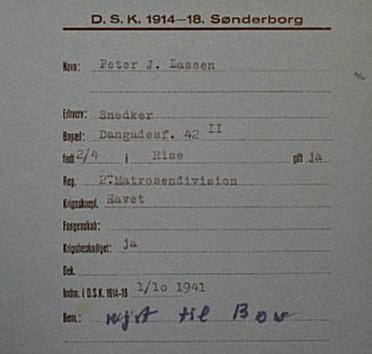 D. S. K. 1914—18. Sønderborg
Navn: Peter J. Lassen
Erhverv: Snedker
Bopæl: Dangadesf. 42 II
født 2/4 i Rise gift ja
Reg. 2.Matrosendivision
Krigsskuepl. Havet
Fangenskab:
Krigsbeskadiget: ja
Dek.
Indm. i D.S.K. 1914-18 1/10 1941
Bem.: rejst til Bov